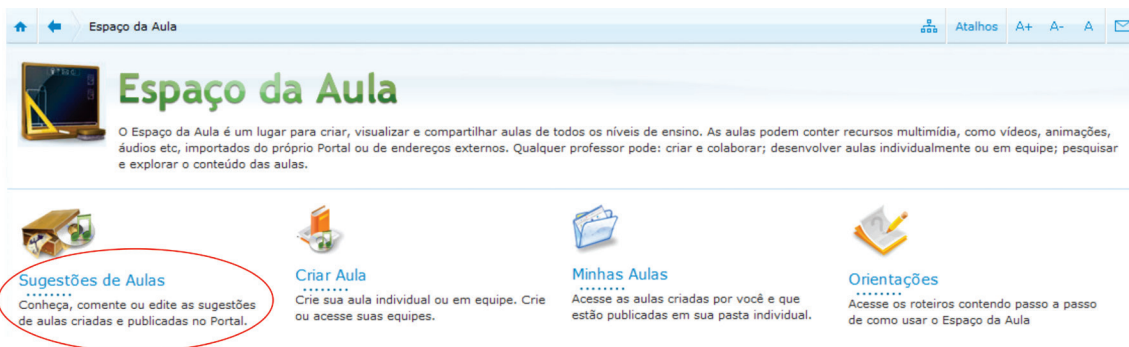 Espaço da Aula
Atalhos A+ A- A
Espaço da Aula
O Espaço da Aula é um lugar para criar, visualizar e compartilhar aulas de todos os níveis de ensino. As aulas podem conter recursos multimídia, como vídeos, animações,
áudios etc, importados do próprio Portal ou de endereços externos. Qualquer professor pode: criar e colaborar; desenvolver aulas individualmente ou em equipe; pesquisar
e explorar o conteúdo das aulas.
Sugestões de Aulas
Conheça, comente ou edite as sugestões
de aulas criadas e publicadas no Portal.
Criar Aula
Crie sua aula individual ou em equipe. Crie
ou acesse suas equipes.
Minhas Aulas
Acesse as aulas criadas por você e que
estão publicadas em sua pasta individual.
Orientações
Acesse os roteiros contendo passo a passo
de como usar o Espaço da Aula